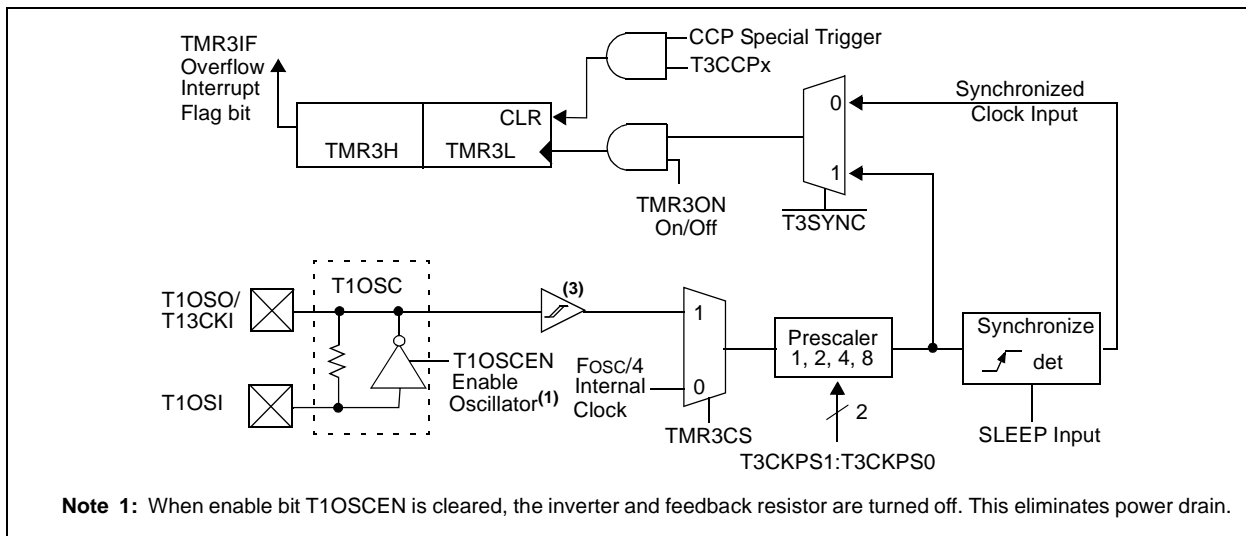 TMR3IF
Overflow
Interrupt
Flag bit
CCP Special Trigger
T3CCPx
CLR
TMR3H
TMR3L
TMR3ON
On/Off
0
1
T3SYNC
Synchronized
Clock Input
T1OSO/
T13CKI
T1OSI
T1OSC
T1OSCEN
Enable
Oscillator(1)
(3)
FOSC/4
Internal
Clock
1
0
TMR3CS
Prescaler
1, 2, 4, 8
2
T3CKPS1:T3CKPS0
Synchronize
det
SLEEP Input
Note 1: When enable bit T1OSCEN is cleared, the inverter and feedback resistor are turned off. This eliminates power drain.